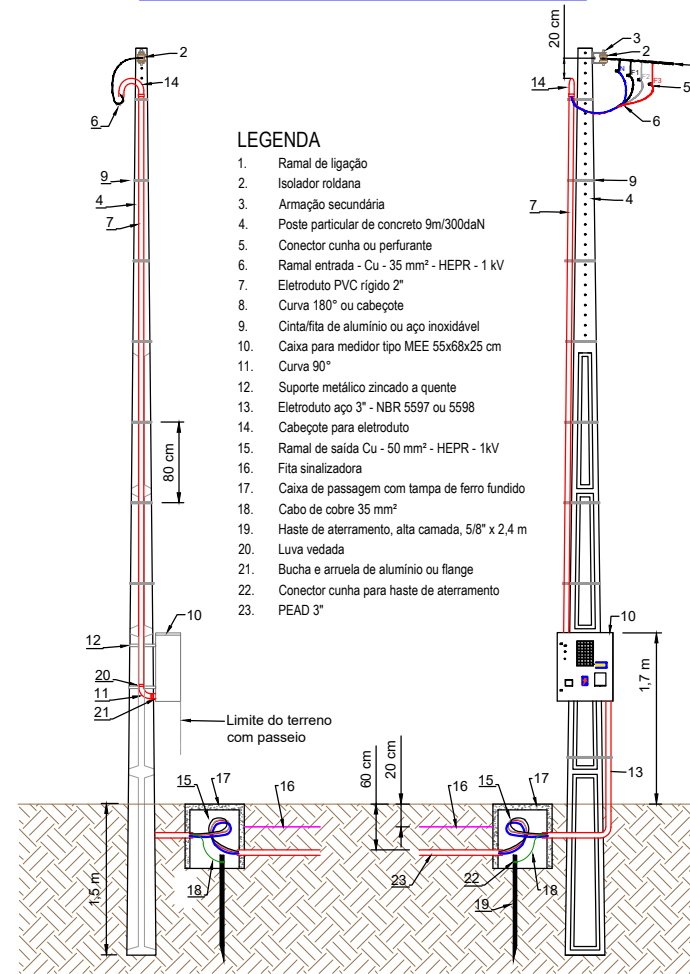 20 cm
2
14
6
9
4
7
3
2
14
N
F1
F2
F3
5
6
9
4
7
LEGENDA
1. Ramal de ligação
2. Isolador roldana
3. Armação secundária
4. Poste particular de concreto 9m/300daN
5. Conector cunha ou perfurante
6. Ramal entrada - Cu - 35 mm² - HEPR - 1 kV
7. Eletroduto PVC rígido 2"
8. Curva 180° ou cabeçote
9. Cinta/fita de alumínio ou aço inoxidável
10. Caixa para medidor tipo MEE 55x68x25 cm
11. Curva 90°
12. Suporte metálico zincado a quente
13. Eletroduto aço 3" - NBR 5597 ou 5598
14. Cabeçote para eletroduto
15. Ramal de saída Cu - 50 mm² - HEPR - 1kV
16. Fita sinalizadora
17. Caixa de passagem com tampa de ferro fundido
18. Cabo de cobre 35 mm²
19. Haste de aterramento, alta camada, 5/8" x 2,4 m
20. Luva vedada
21. Bucha e arruela de alumínio ou flange
22. Conector cunha para haste de aterramento
23. PEAD 3"
80 cm
10
12
20
11
21
Limite do terreno
com passeio
10
1,7 m
13
60 cm
20 cm
15
17
16
16
15
17
1,5 m
18
23
22
18
19